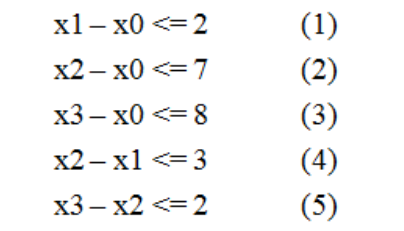 x1 – x0 <= 2 (1)
x2 – x0 <= 7 (2)
x3 – x0 <= 8 (3)
x2 – x1 <= 3 (4)
x3 – x2 <= 2 (5)